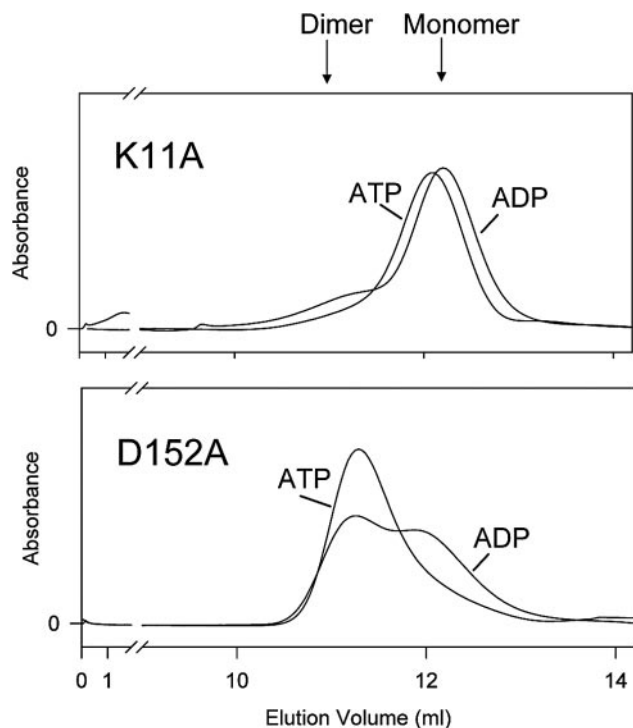 Dimer Monomer
K11A
ATP
ADP
Absorbance
0
D152A
ATP
ADP
Absorbance
0
0 1 10 12 14
Elution Volume (ml)